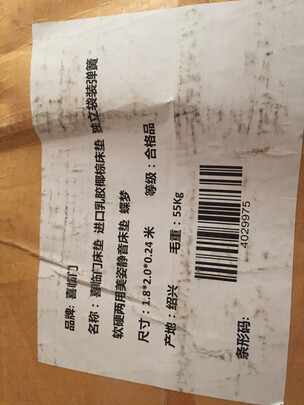 品牌: 喜临门
名称: 喜临门床垫 进口乳胶椰棕床垫 独立袋装弹簧
软硬两用美姿静音床垫 蝶梦
尺寸:1.8*2.0*0.24 米 等级:合格品
产地:绍兴 毛重:55Kg
条形码:
4029975